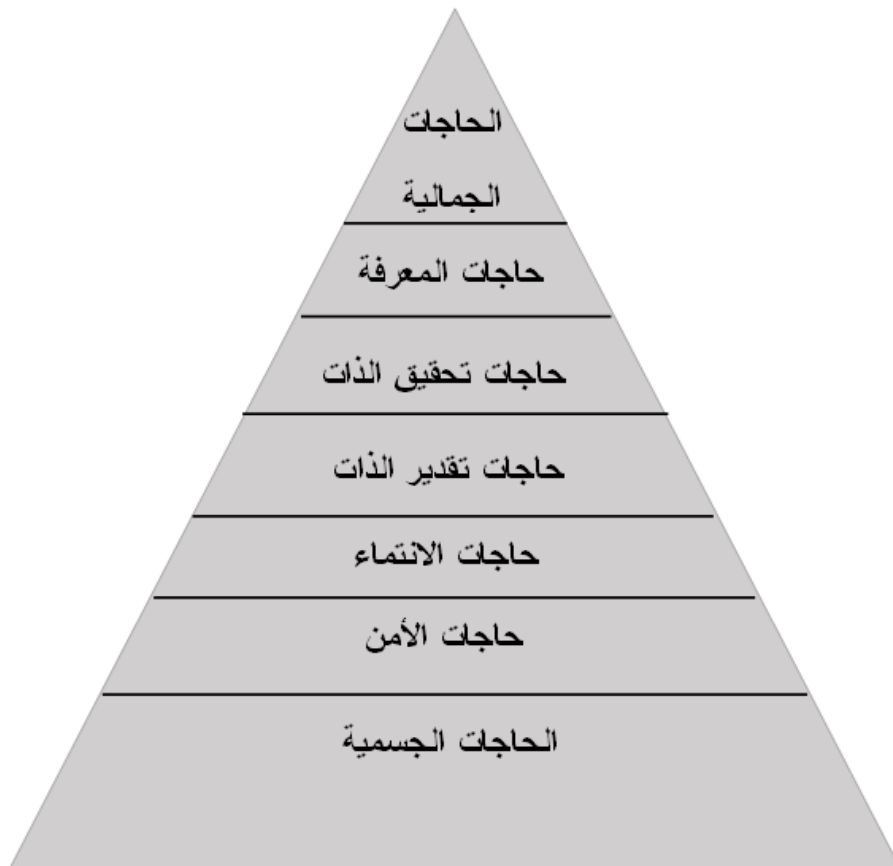 الحاجات
الجمالية
حاجات المعرفة
حاجات تحقيق الذات
حاجات تقدير الذات
حاجات الانتماء
حاجات الأمن
الحاجات الجسمية